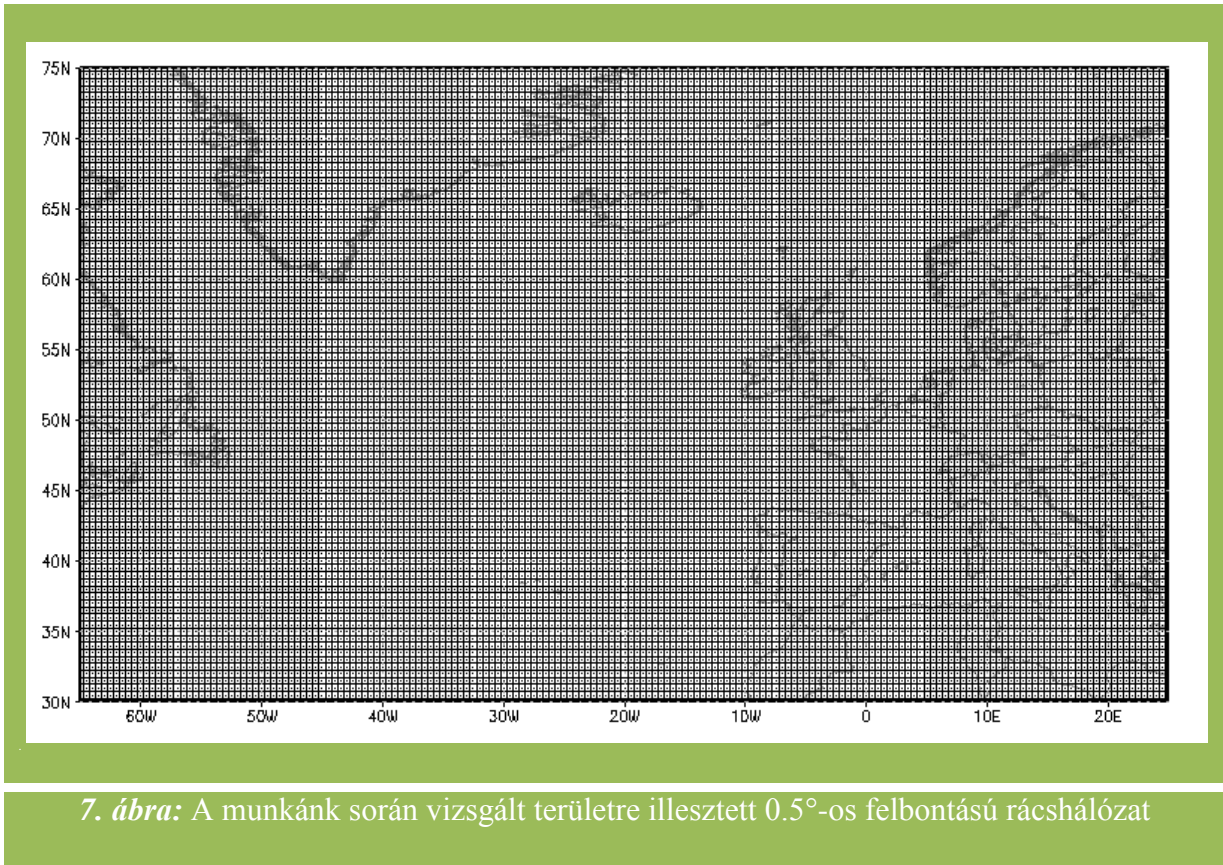 75N
70N
65N
60N
55N
50N
45N
40N
35N
30N
60W 50W 40W 30W 20W 10W 0 10E 20E
7. ábra: A munkánk során vizsgált területre illesztett 0.5°-os felbontású rácshálózat